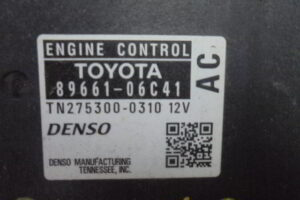 ENGINE CONTROL
TOYOTA
89661-06C41
AC
TN275300-0310 12V
DENSO
DENSO MANUFACTURING
TENNESSEE, INC.